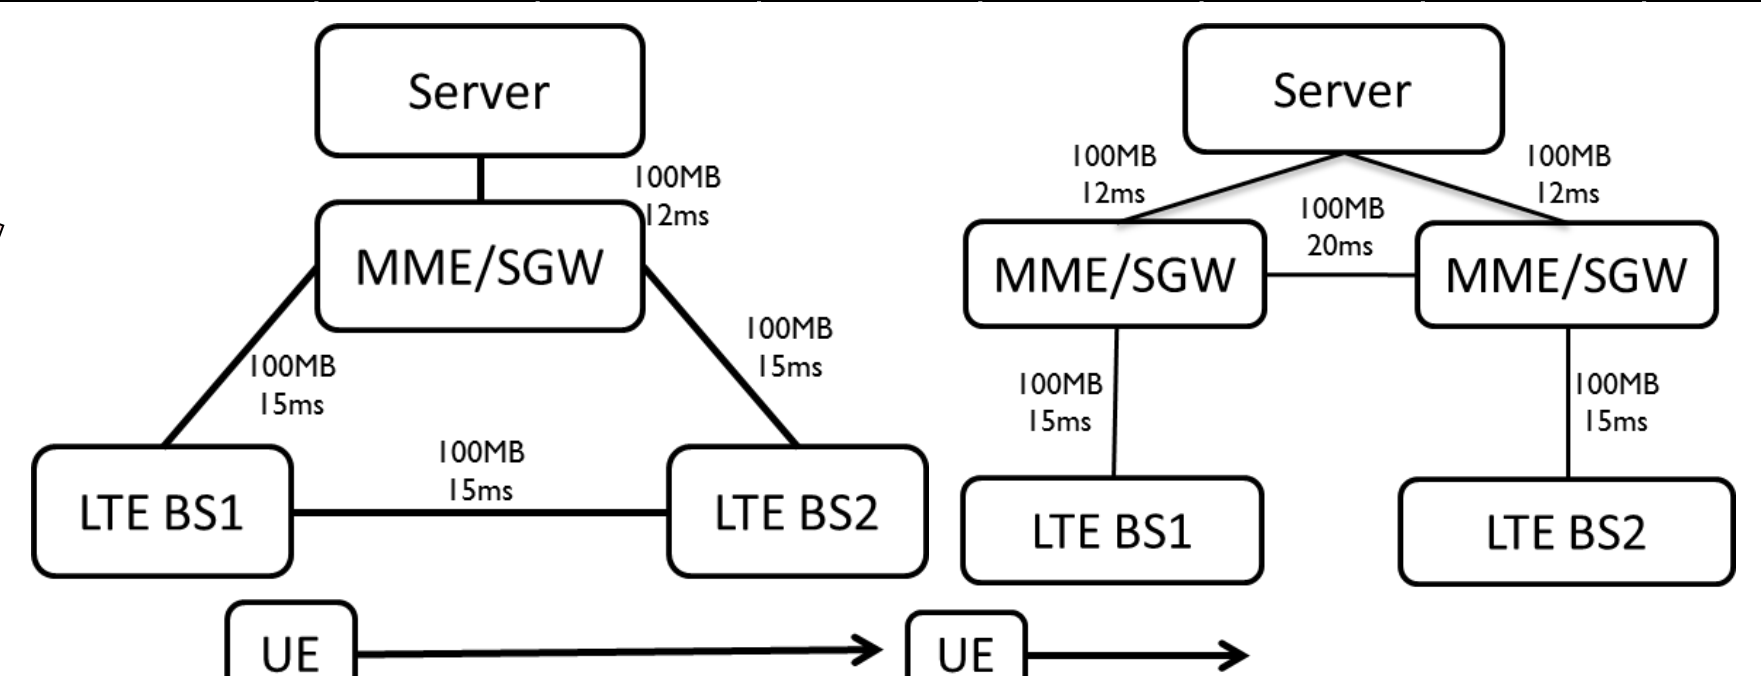 Server
100MB
12ms
MME/SGW
100MB
15ms
100MB
15ms
100MB
15ms
LTE BS1
LTE BS2
UE
Server
100MB
12ms
100MB
12ms
100MB
20ms
MME/SGW
MME/SGW
100MB
15ms
100MB
15ms
LTE BS1
LTE BS2
UE